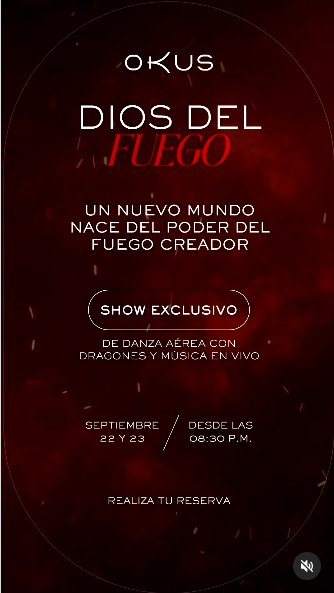 OKUS
DIOS DEL
FUEGO
UN NUEVO MUNDO
NACE DEL PODER DEL
FUEGO CREADOR
SHOW EXCLUSIVO
DE DANZA AÉREA CON
DRAGONES Y MÚSICA EN VIVO
SEPTIEMBRE
22 Y 23
DESDE LAS
08:30 P.M.
REALIZA TU RESERVA